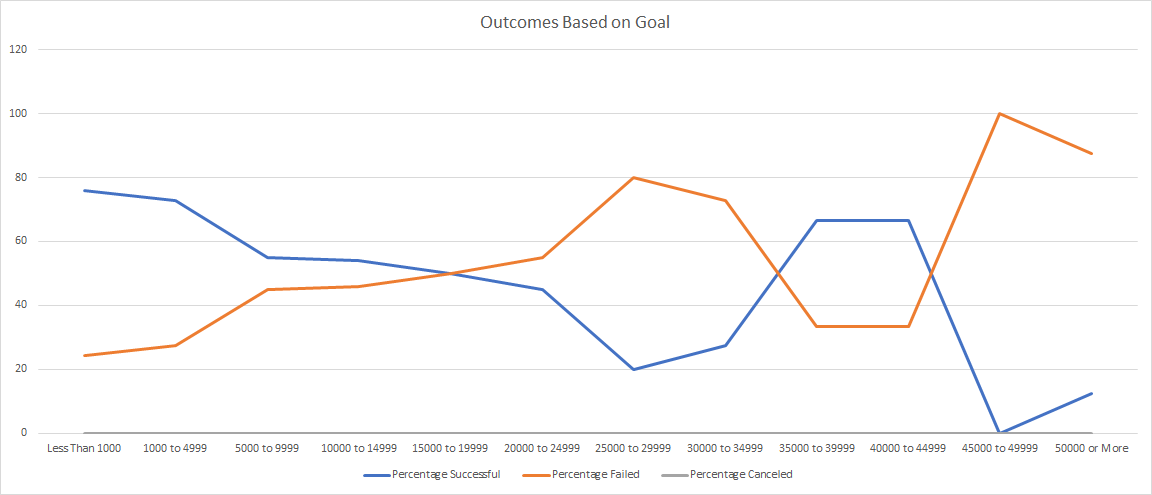 Outcomes Based on Goal
120
100
80
60
40
20
0
Less Than 1000 1000 to 4999 5000 to 9999 10000 to 14999 15000 to 19999 20000 to 24999 25000 to 29999 30000 to 34999 35000 to 39999 40000 to 44999 45000 to 49999 50000 or More
Percentage Successful Percentage Failed Percentage Canceled